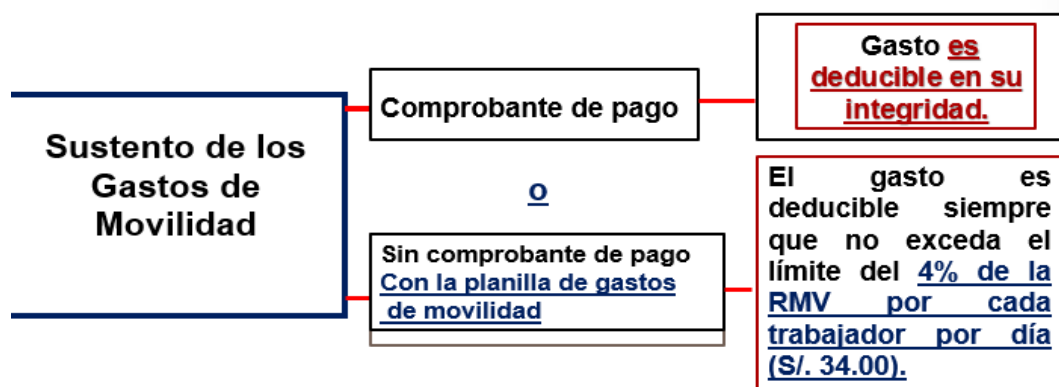 Sustento de los
Gastos de
Movilidad
Comprobante de pago
Gasto es
deducible en su
integridad.
o
Sin comprobante de pago
Con la planilla de gastos
de movilidad
El gasto es
deducible siempre
que no exceda el
límite del 4% de la
RMV por cada
trabajador por día
(S/. 34.00).